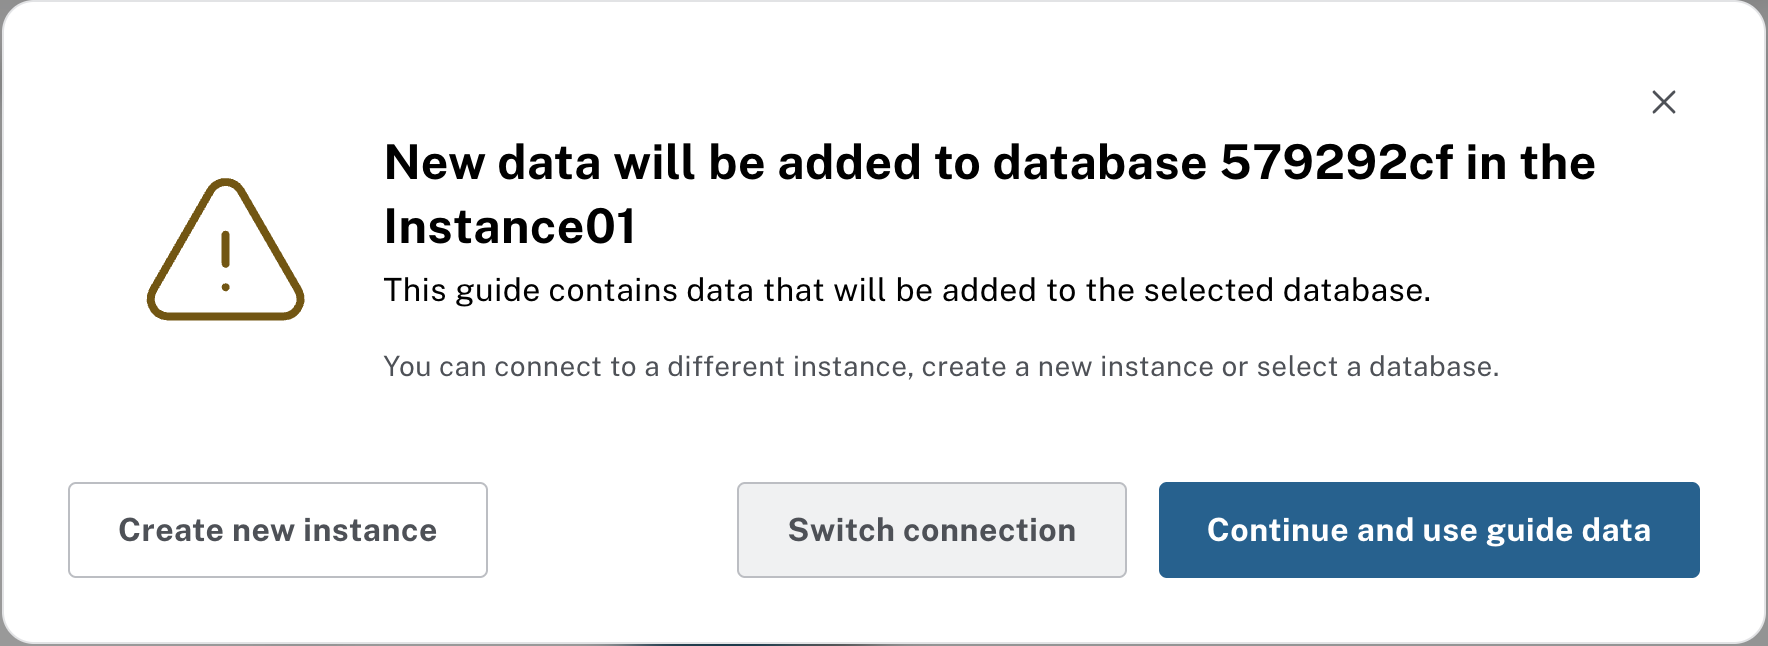 New data will be added to database 579292cf in the
Instance01
This guide contains data that will be added to the selected database.
You can connect to a different instance, create a new instance or select a database.
Create new instance
Switch connection
Continue and use guide data